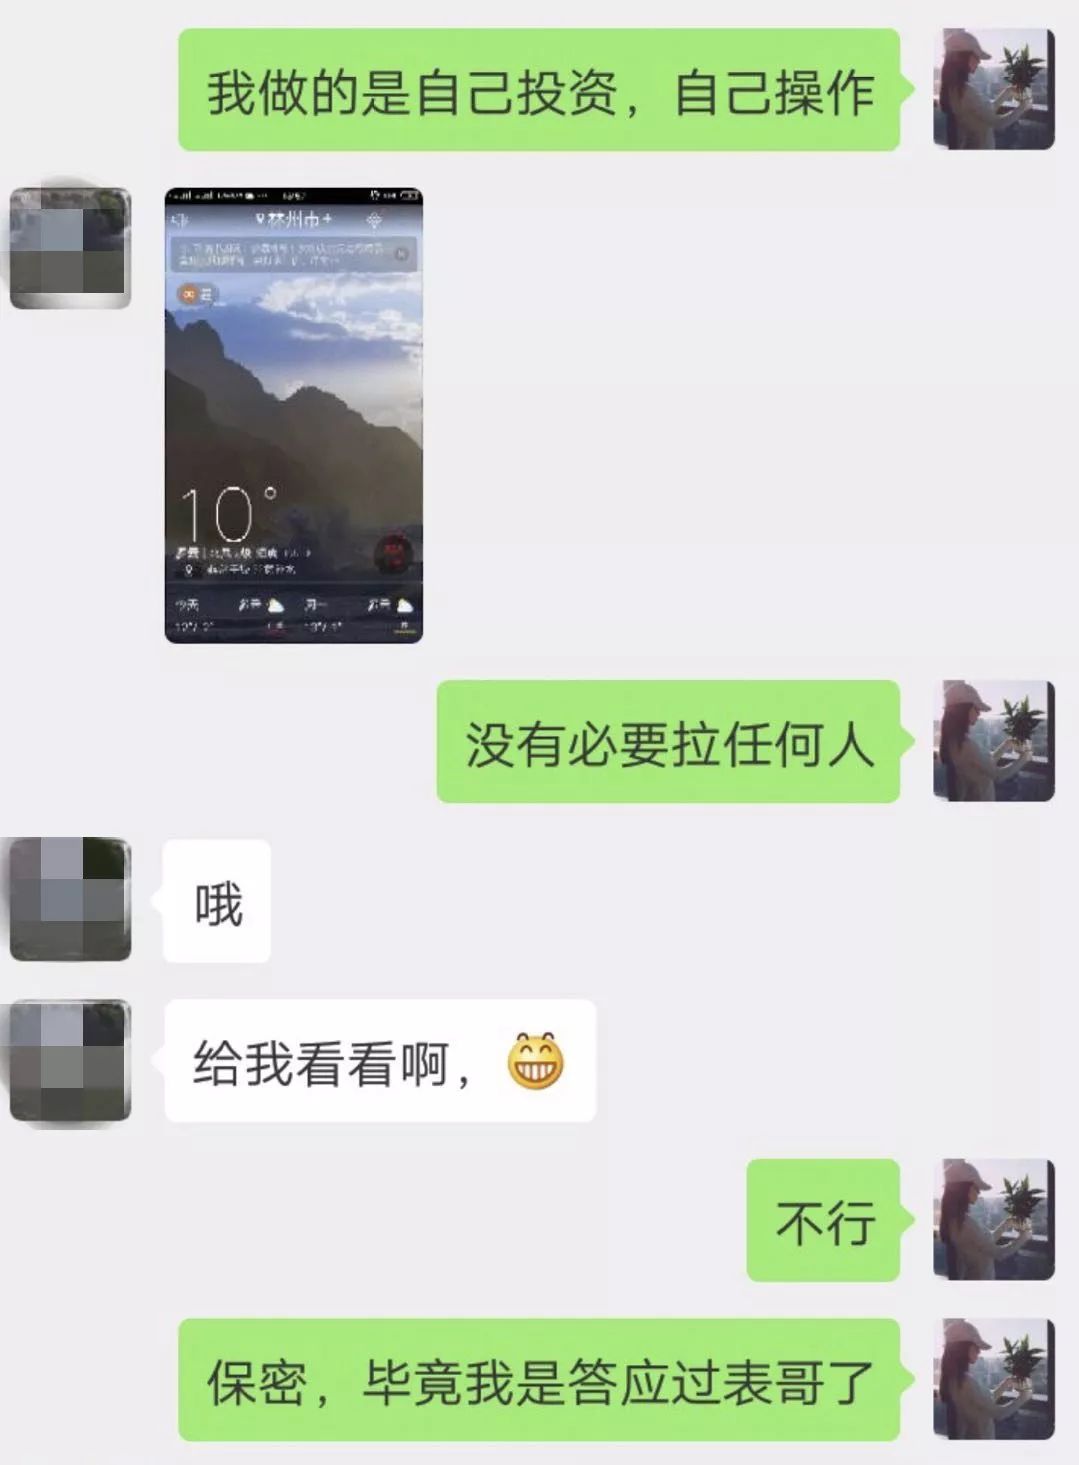 我做的是自己投资，自己操作
林州市+
10°
没有必要拉任何人
哦
给我看看啊，
不行
保密，毕竟我是答应过表哥了